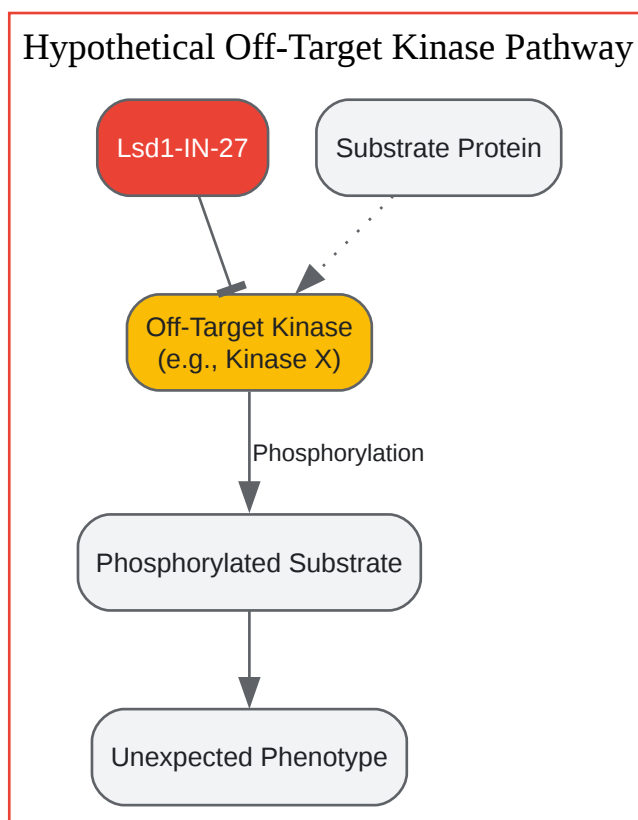 Hypothetical Off-Target Kinase Pathway
Lsd1-IN-27
Substrate Protein
Off-Target Kinase
(e.g., Kinase X)
Phosphorylation
Phosphorylated Substrate
Unexpected Phenotype